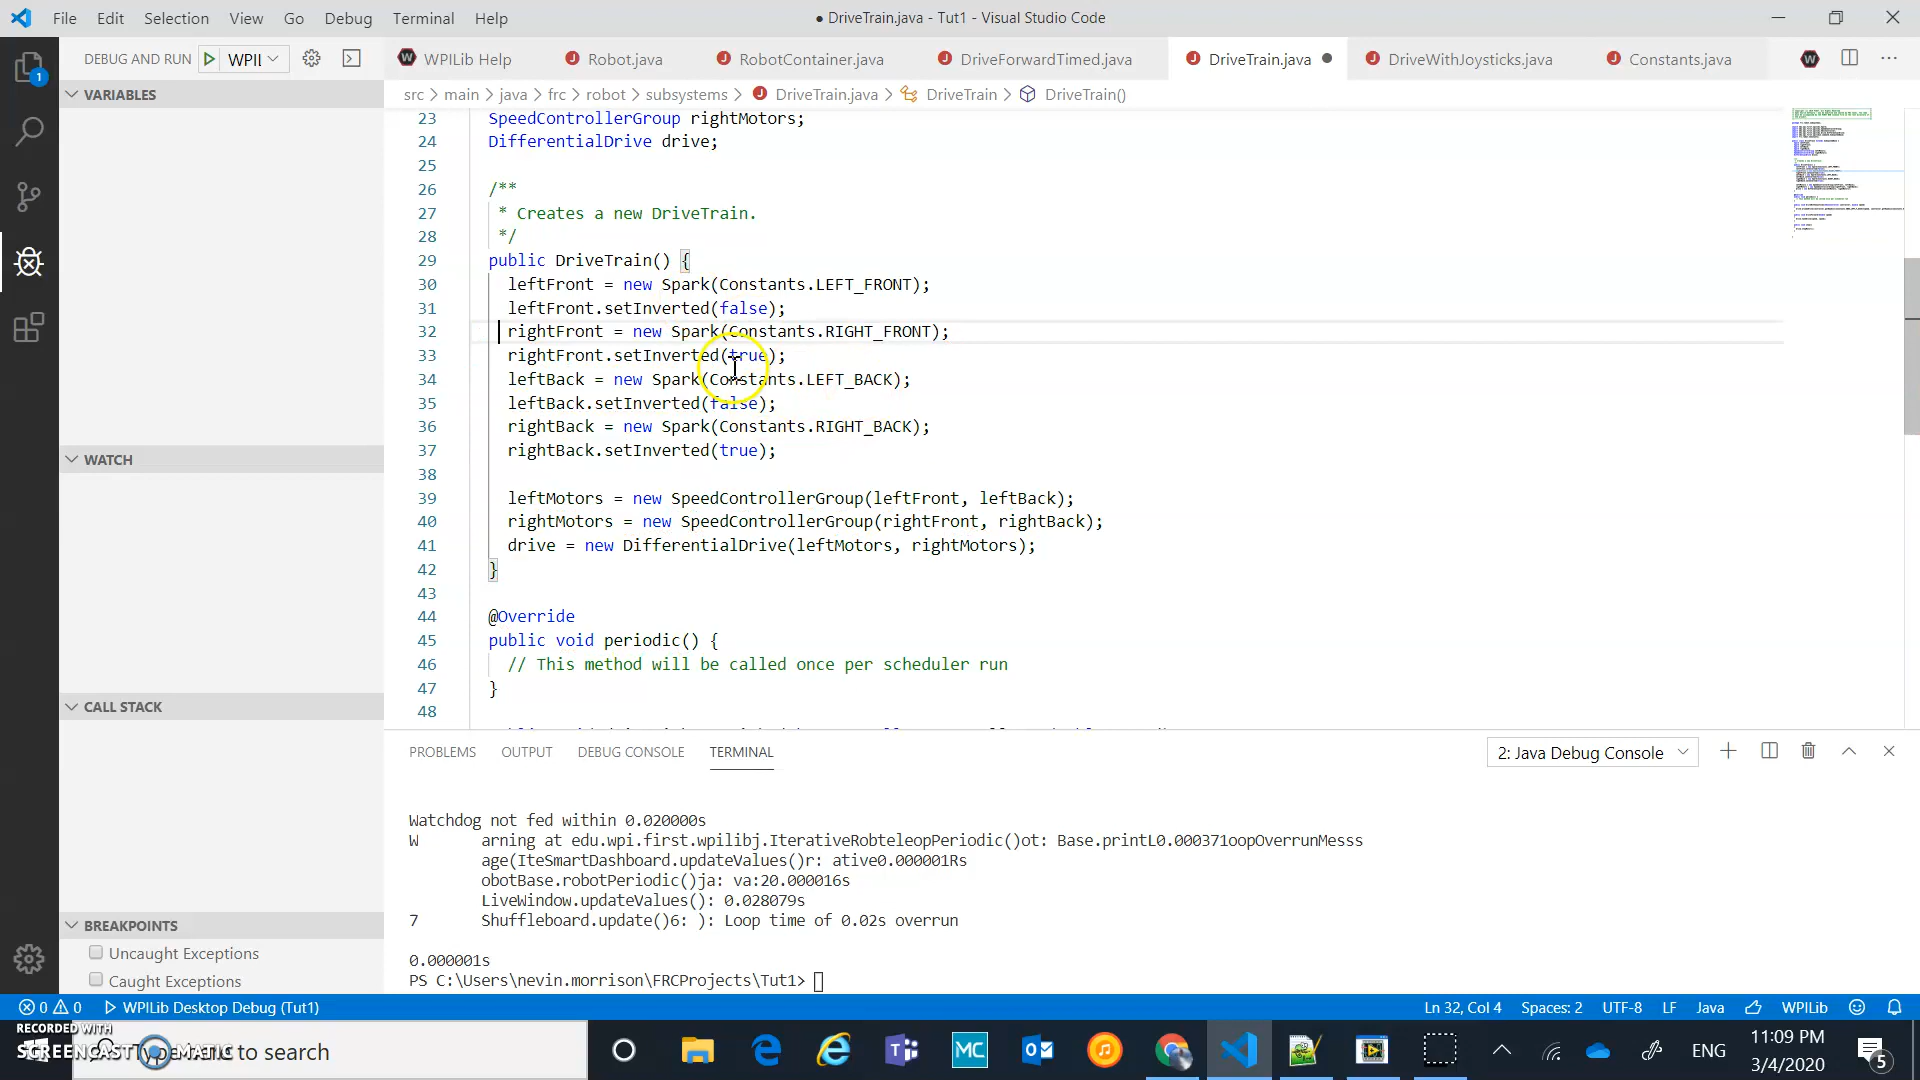 File Edit Selection View Go Debug Terminal Help
● DriveTrain.java - Tut1 - Visual Studio Code
DEBUG AND RUN
WPIl
WPILib Help
Robot.java
RobotContainer.java
DriveForwardTimed.java
DriveTrain.java ●
DriveWithJoysticks.java
Constants.java
1
VARIABLES
WATCH
CALL STACK
BREAKPOINTS
Uncaught Exceptions
Caught Exceptions
src > main > java > frc > robot > subsystems > DriveTrain.java > DriveTrain > DriveTrain()
23 SpeedControllerGroup rightMotors;
24 DifferentialDrive drive;
25
26 /**
27 * Creates a new DriveTrain.
28 */
29 public DriveTrain() {
30 leftFront = new Spark(Constants.LEFT_FRONT);
31 leftFront.setInverted(false);
32 rightFront = new Spark(Constants.RIGHT_FRONT);
33 rightFront.setInverted(true);
34 leftBack = new Spark(Constants.LEFT_BACK);
35 leftBack.setInverted(false);
36 rightBack = new Spark(Constants.RIGHT_BACK);
37 rightBack.setInverted(true);
38
39 leftMotors = new SpeedControllerGroup(leftFront, leftBack);
40 rightMotors = new SpeedControllerGroup(rightFront, rightBack);
41 drive = new DifferentialDrive(leftMotors, rightMotors);
42 }
43
44 @Override
45 public void periodic() {
46 // This method will be called once per scheduler run
47 }
48
PROBLEMS OUTPUT DEBUG CONSOLE TERMINAL
2: Java Debug Console
Watchdog not fed within 0.020000s
W arning at edu.wpi.first.wpilibj.IterativeRobteleopPeriodic()ot: Base.printL0.000371oopOverrunMesss
age(IteSmartDashboard.updateValues()r: ative0.000001Rs
obotBase.robotPeriodic()ja: va:20.000016s
LiveWindow.updateValues(): 0.028079s
7 Shuffleboard.update()6: ): Loop time of 0.02s overrun
0.000001s
PS C:\Users\nevin.morrison\FRCProjects\Tut1>
0 0 WPILib Desktop Debug (Tut1)
Ln 32, Col 4 Spaces: 2 UTF-8 LF Java WPILib
RECORDED WITH
SCREENCAST MATIC
Type here to search
MC
ENG
11:09 PM
3/4/2020
5